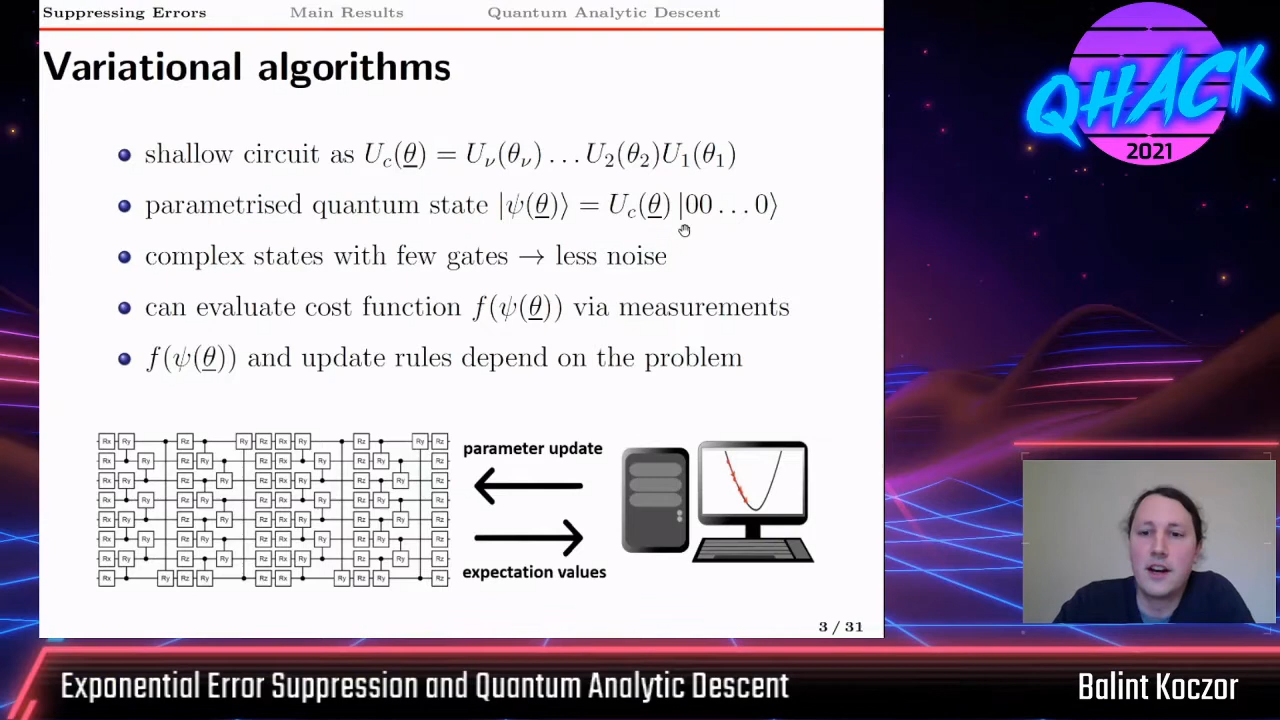 Suppressing Errors Main Results Quantum Analytic Descent
Variational algorithms
shallow circuit as U_c(θ) = U_ν(θ_ν) … U_2(θ_2)U_1(θ_1)
parametrised quantum state |ψ(θ)⟩ = U_c(θ) |00 … 0⟩
complex states with few gates → less noise
can evaluate cost function f(ψ(θ)) via measurements
f(ψ(θ)) and update rules depend on the problem
parameter update
expectation values
3 / 31
QHACK
2021
Exponential Error Suppression and Quantum Analytic Descent
Balint Koczor